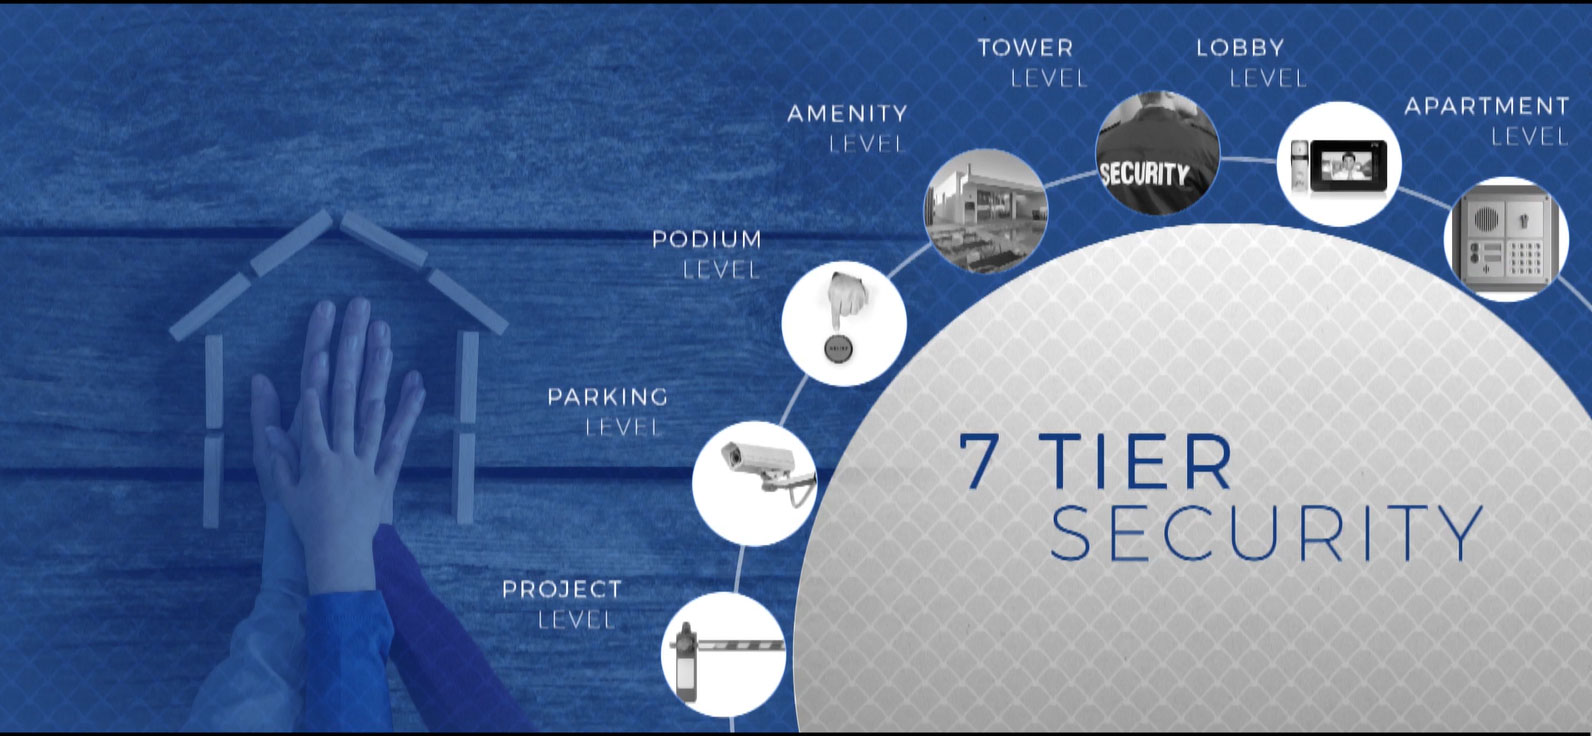 TOWER
LEVEL
LOBBY
LEVEL
APARTMENT
LEVEL
AMENITY
LEVEL
SECURITY
PODIUM
LEVEL
PARKING
LEVEL
7 TIER
SECURITY
PROJECT
LEVEL